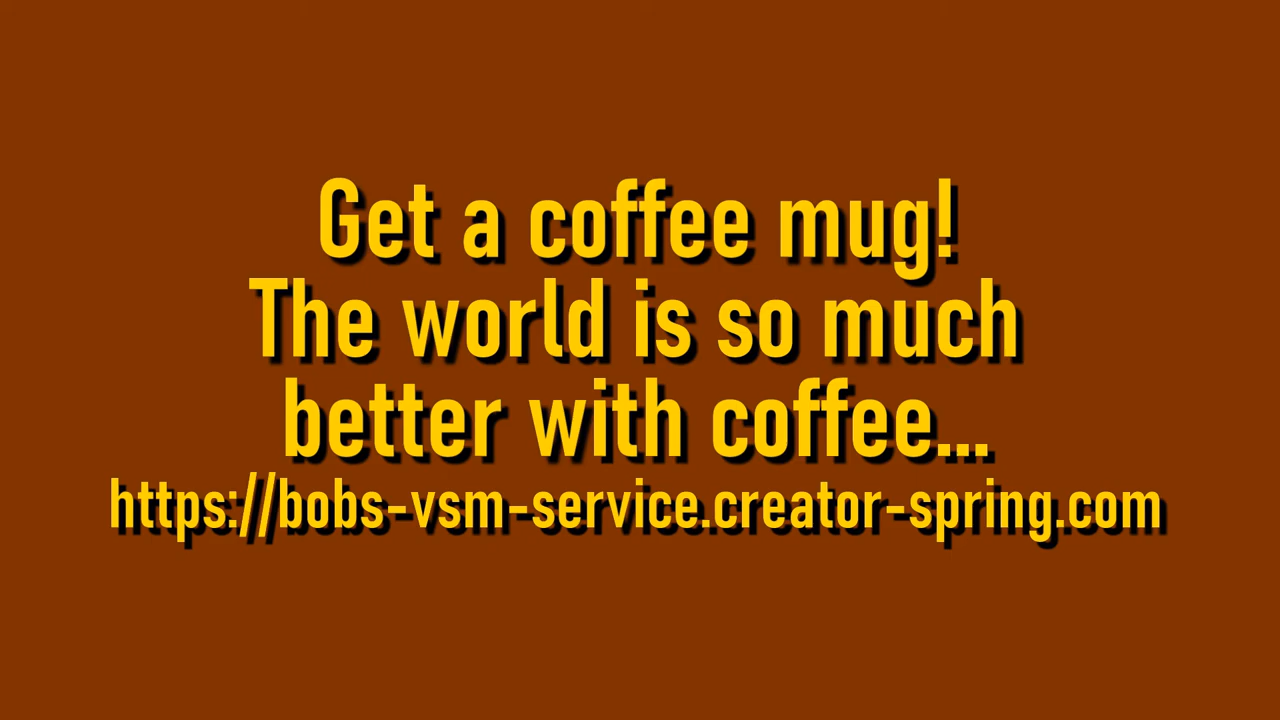 Get a coffee mug!
The world is so much
better with coffee...
https://bobs-vsm-service.creator-spring.com